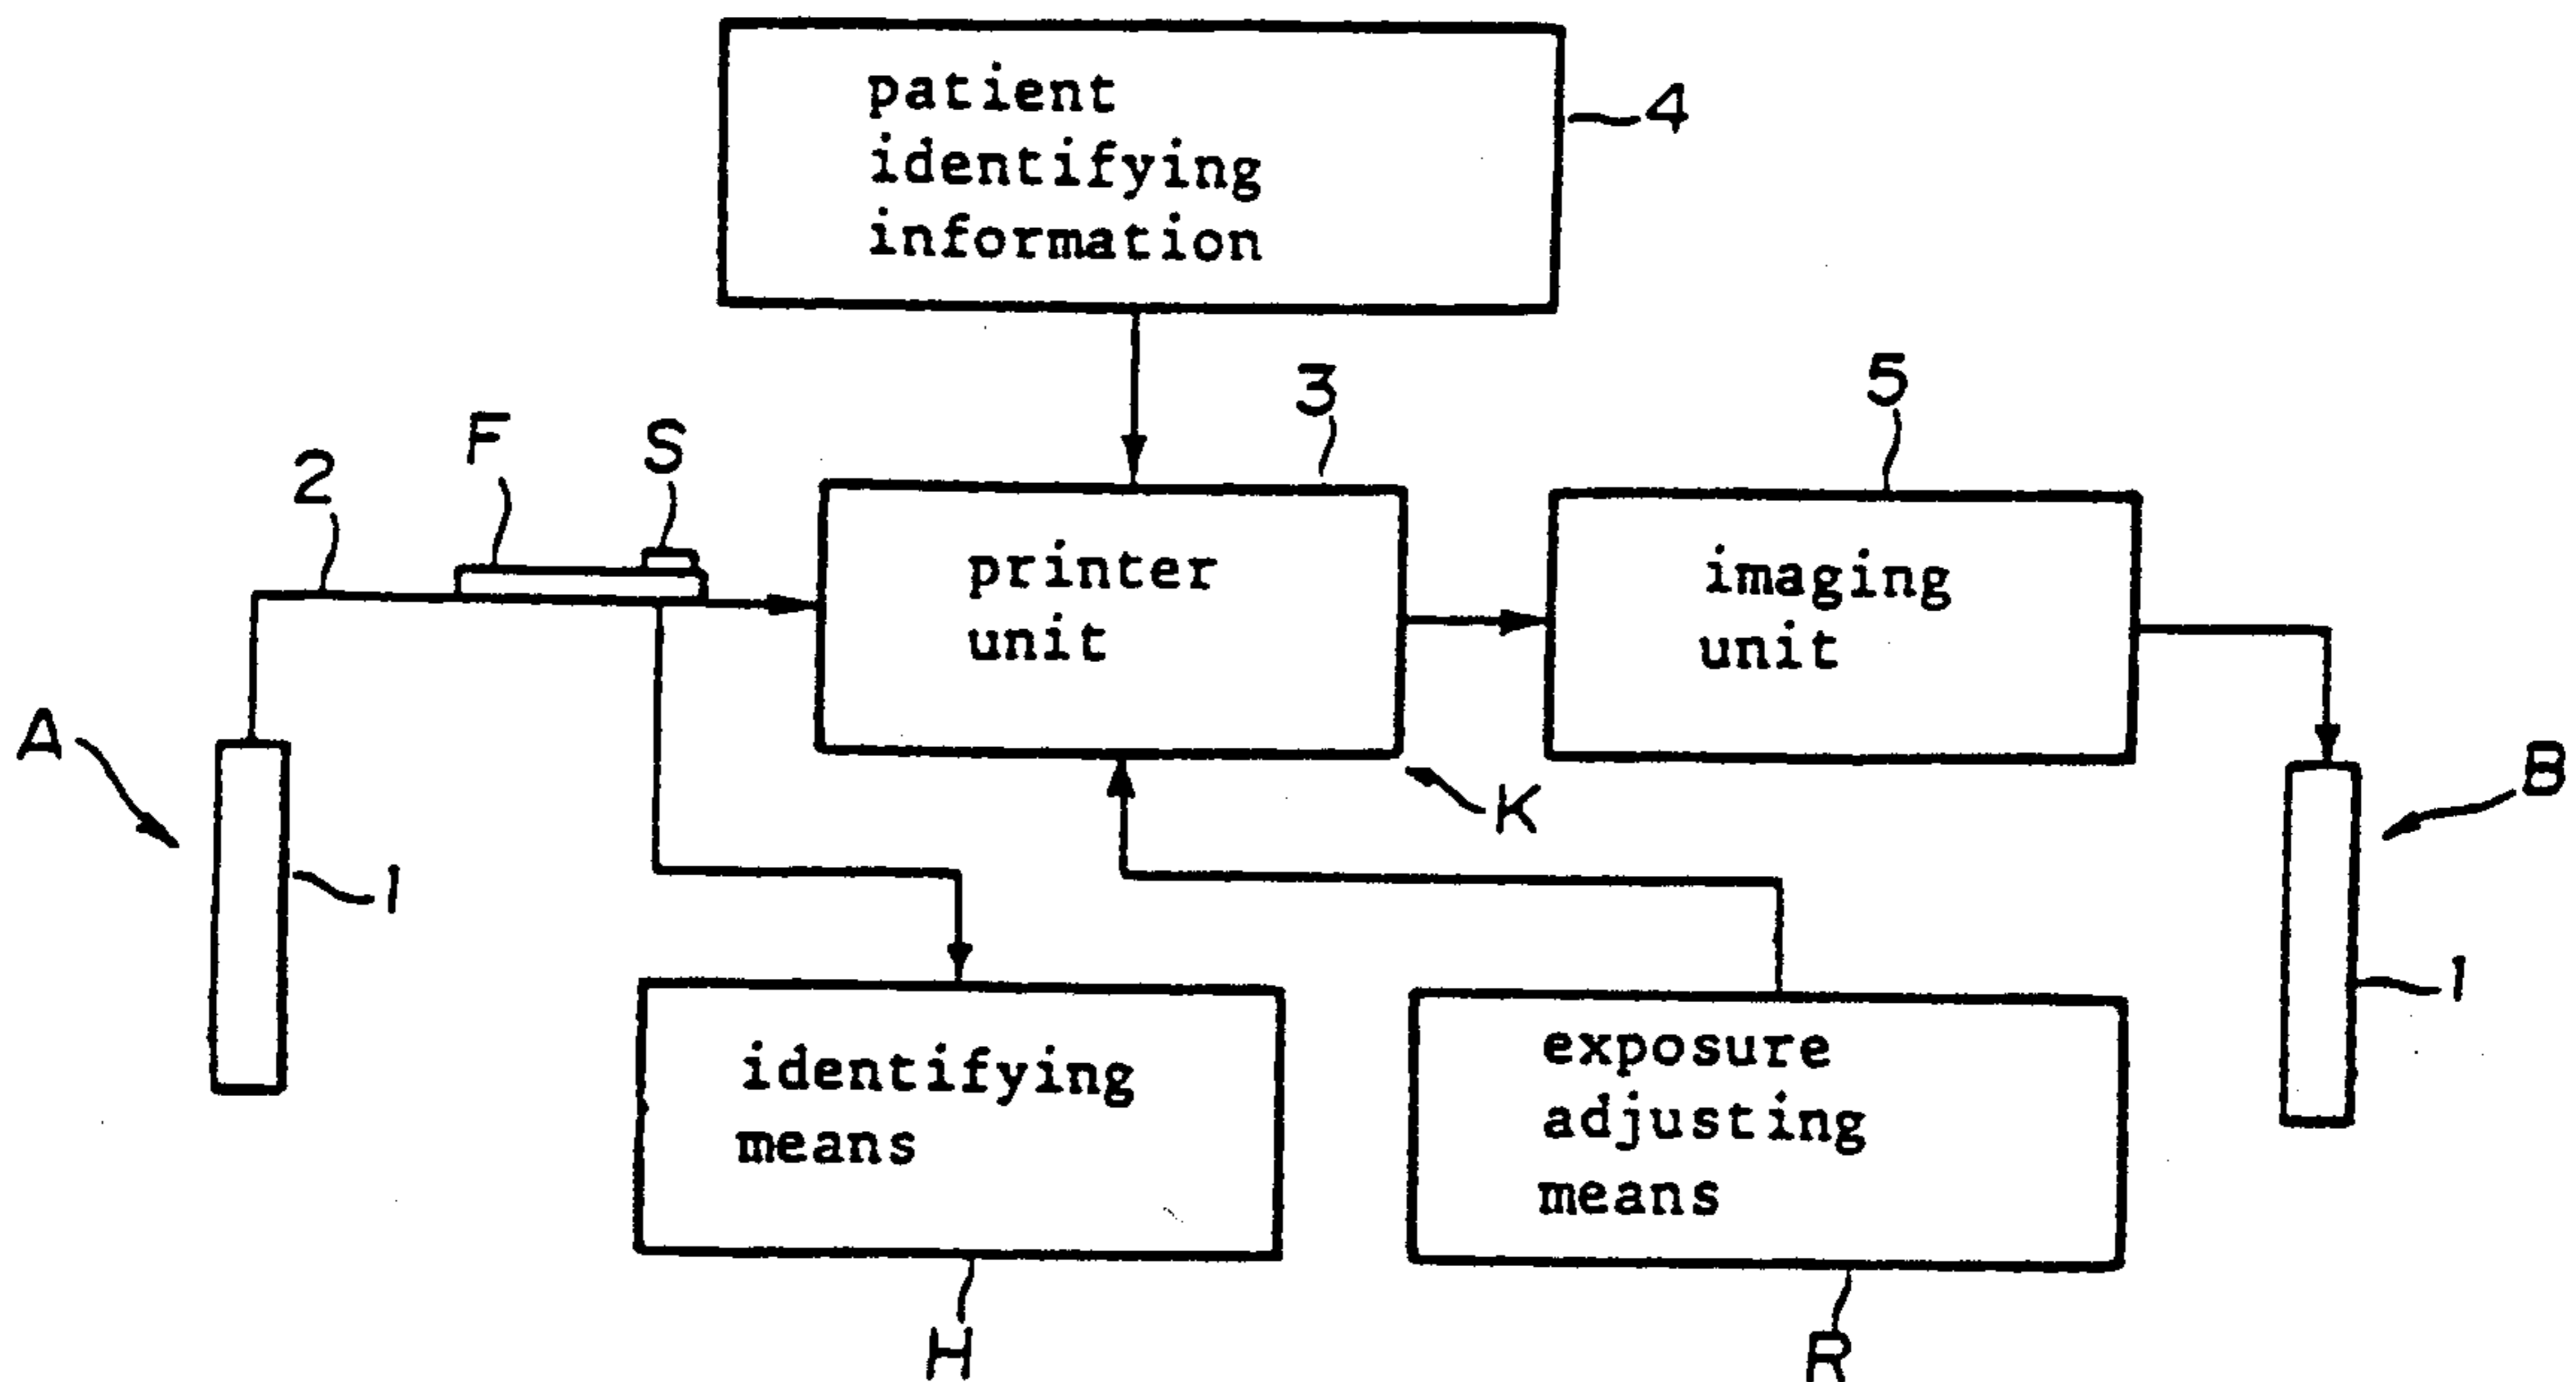 patient
identifying
information
4
3
5
F
S
2
printer
unit
imaging
unit
A
K
B
1
1
identifying
means
exposure
adjusting
means
H
R